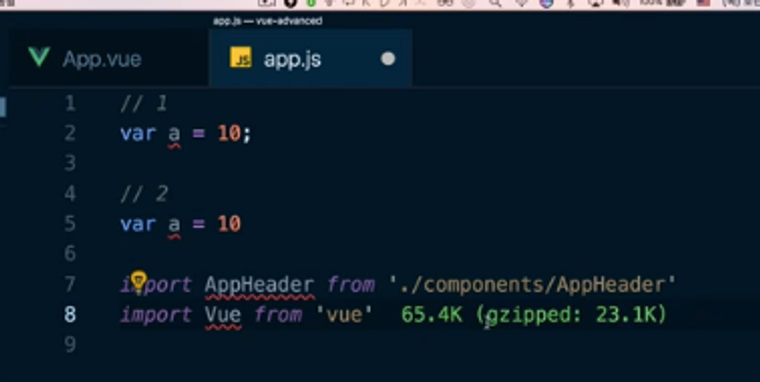 app.js — vue-advanced
App.vue
JS app.js
1 // 1
2 var a = 10;
3
4 // 2
5 var a = 10
6
7 import AppHeader from './components/AppHeader'
8 import Vue from 'vue' 65.4K (gzipped: 23.1K)
9